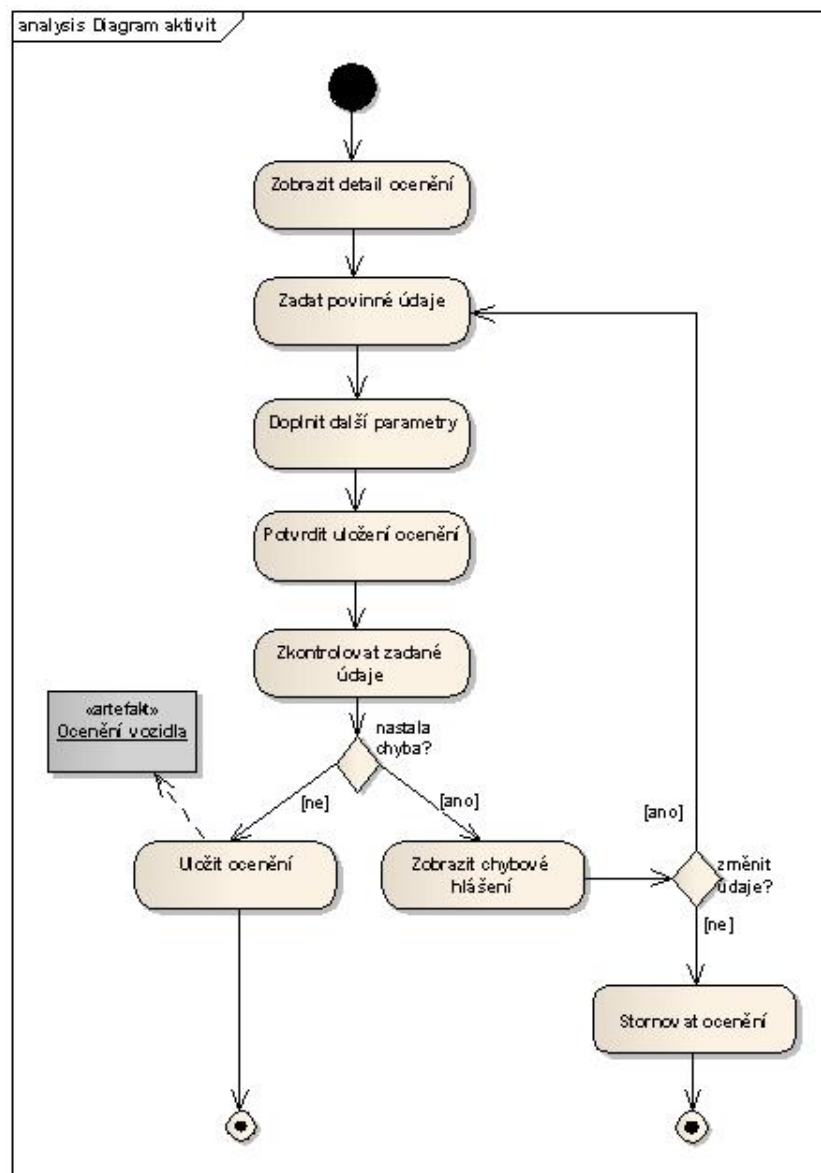 analysis Diagram aktivit
Zobrazit detail ocenění
Zadat povinné údaje
Doplnit další parametry
Potvrdit uložení ocenění
Zkontrolovat zadané
údaje
«artefakt»
Ocenění vozidla
nastala
chyba?
[ne]
[ano]
[ano]
Uložit ocenění
Zobrazit chybové
hlášení
změnit
údaje?
[ne]
Stornovat ocenění